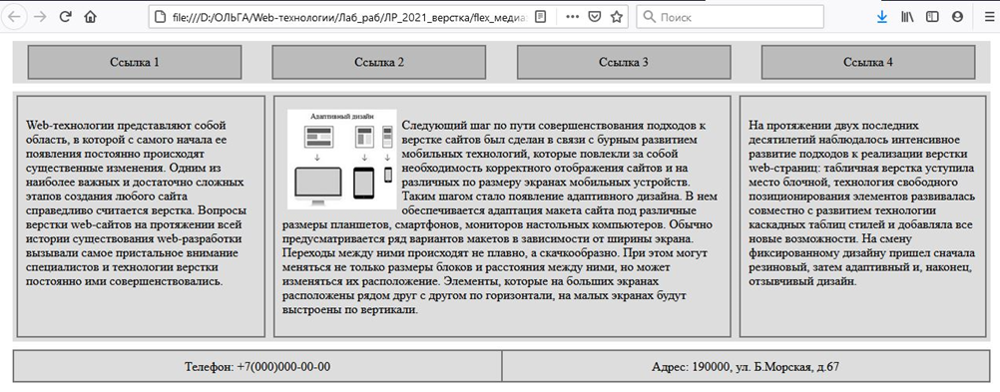 file:///D:/ОЛЬГА/Web-технологии/Лаб_раб/ЛР_2021_верстка/flex_медиа
Поиск
Ссылка 1
Ссылка 2
Ссылка 3
Ссылка 4
Web-технологии представляют собой
область, в которой с самого начала ее
появления постоянно происходят
существенные изменения. Одним из
наиболее важных и достаточно сложных
этапов создания любого сайта
справедливо считается верстка. Вопросы
верстки web-сайтов на протяжении всей
истории существования web-разработки
вызывали самое пристальное внимание
специалистов и технологии верстки
постоянно ими совершенствовались.
Адаптивный дизайн
Следующий шаг по пути совершенствования подходов к
верстке сайтов был сделан в связи с бурным развитием
мобильных технологий, которые повлекли за собой
необходимость корректного отображения сайтов и на
различных по размеру экранах мобильных устройств.
Таким шагом стало появление адаптивного дизайна. В нем
обеспечивается адаптация макета сайта под различные
размеры планшетов, смартфонов, мониторов настольных компьютеров. Обычно
предусматривается ряд вариантов макетов в зависимости от ширины экрана.
Переходы между ними происходят не плавно, а скачкообразно. При этом могут
меняться не только размеры блоков и расстояния между ними, но может
изменяться их расположение. Элементы, которые на больших экранах
расположены рядом друг с другом по горизонтали, на малых экранах будут
выстроены по вертикали.
На протяжении двух последних
десятилетий наблюдалось интенсивное
развитие подходов к реализации верстки
web-страниц: табличная верстка уступила
место блочной, технология свободного
позиционирования элементов развивалась
совместно с развитием технологии
каскадных таблиц стилей и добавляла все
новые возможности. На смену
фиксированному дизайну пришел сначала
резиновый, затем адаптивный и, наконец,
отзывчивый дизайн.
Телефон: +7(000)000-00-00
Адрес: 190000, ул. Б.Морская, д.67